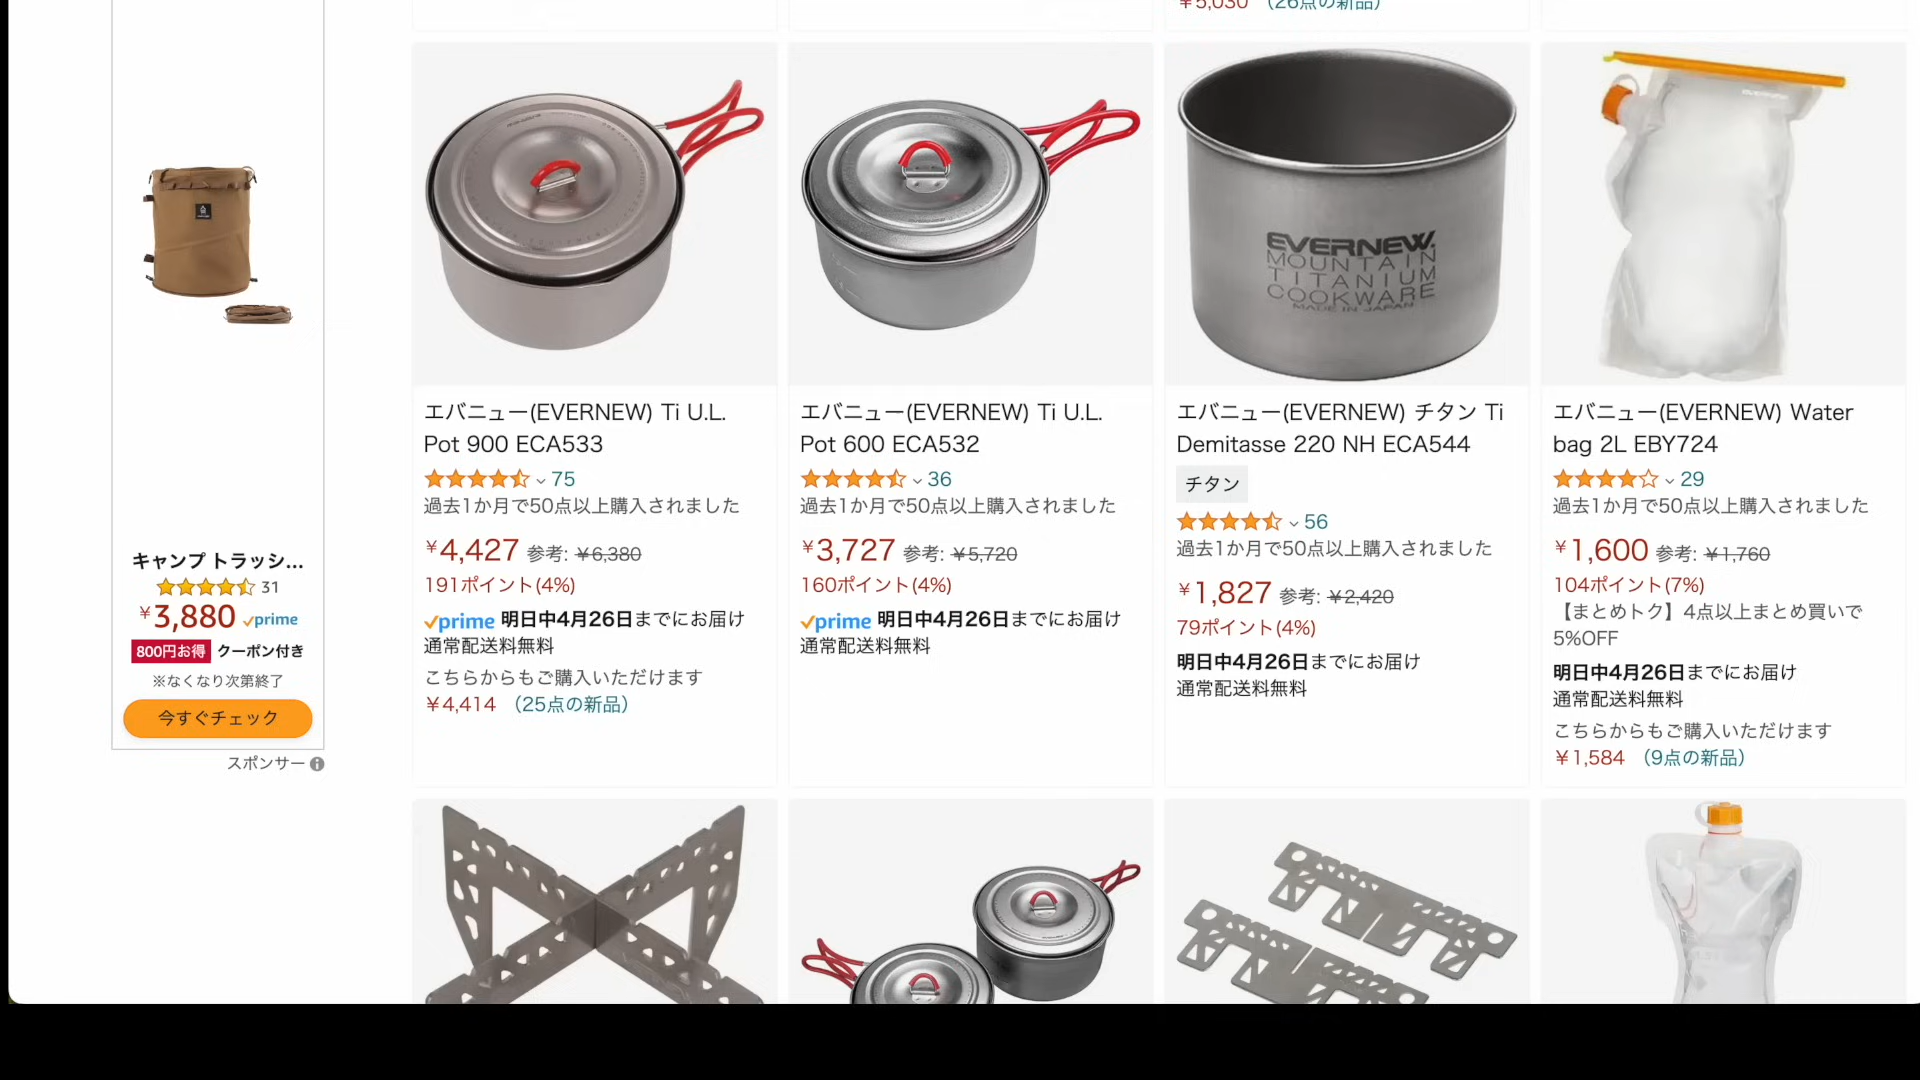 ￥5,030 （26点の新品）
EVERNEW
MOUNTAIN
TITANIUM
COOKWARE
MADE IN JAPAN
エバニュー(EVERNEW) Ti U.L.
Pot 900 ECA533
75
過去1か月で50点以上購入されました
￥4,427 参考: ￥6,380
191ポイント(4%)
prime 明日中4月26日までにお届け
通常配送料無料
こちらからもご購入いただけます
￥4,414 （25点の新品）
エバニュー(EVERNEW) Ti U.L.
Pot 600 ECA532
36
過去1か月で50点以上購入されました
￥3,727 参考: ￥5,720
160ポイント(4%)
prime 明日中4月26日までにお届け
通常配送料無料
エバニュー(EVERNEW) チタン Ti
Demitasse 220 NH ECA544
チタン
56
過去1か月で50点以上購入されました
￥1,827 参考: ￥2,420
79ポイント(4%)
明日中4月26日までにお届け
通常配送料無料
エバニュー(EVERNEW) Water
bag 2L EBY724
29
過去1か月で50点以上購入されました
￥1,600 参考: ￥1,760
104ポイント(7%)
【まとめトク】4点以上まとめ買いで
5%OFF
明日中4月26日までにお届け
通常配送料無料
こちらからもご購入いただけます
￥1,584 （9点の新品）
キャンプ トラッシ...
31
￥3,880 prime
800円お得 クーポン付き
※なくなり次第終了
今すぐチェック
スポンサー